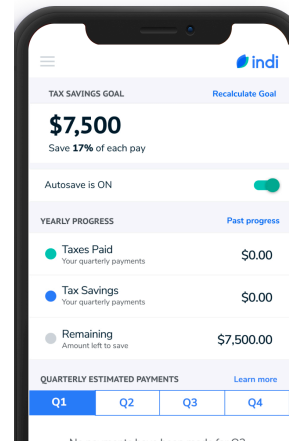 indi
TAX SAVINGS GOAL Recalculate Goal
$7,500
Save 17% of each pay
Autosave is ON
YEARLY PROGRESS Past progress
Taxes Paid $0.00
Your quarterly payments
Tax Savings $0.00
Your quarterly payments
Remaining $7,500.00
Amount left to save
QUARTERLY ESTIMATED PAYMENTS Learn more
Q1 Q2 Q3 Q4